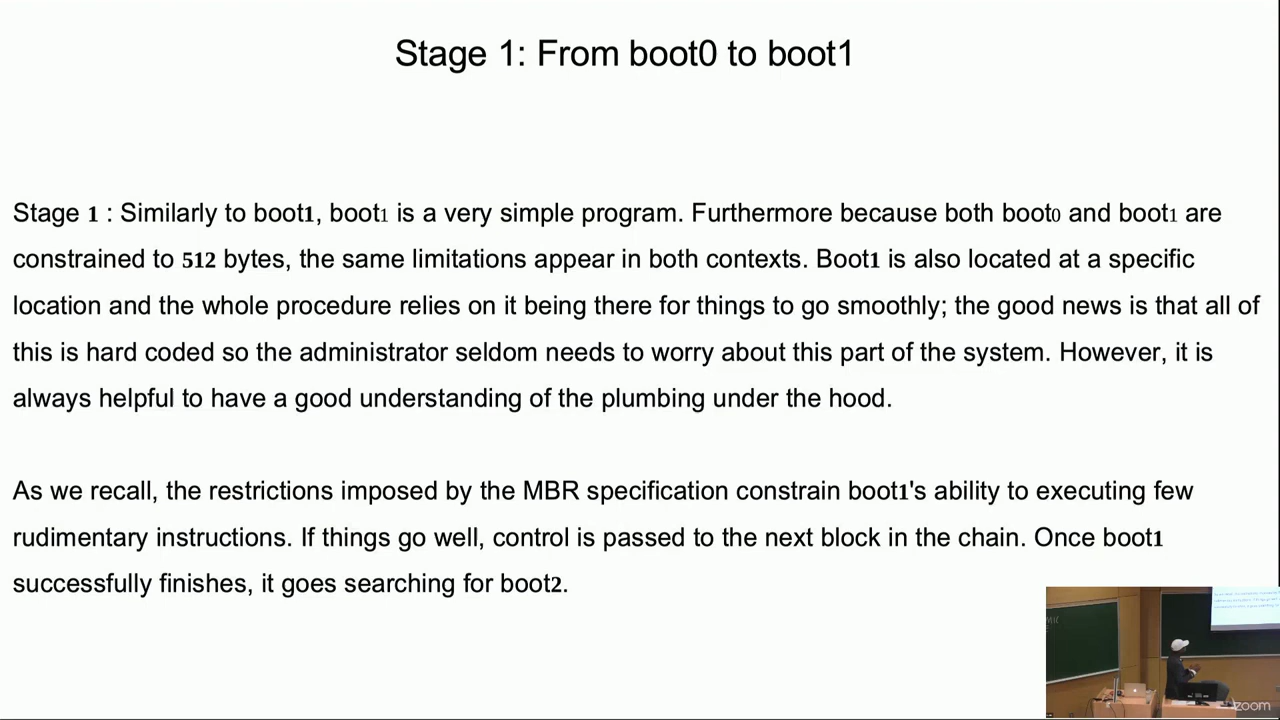 Stage 1: From boot0 to boot1
Stage 1 : Similarly to boot1, boot1 is a very simple program. Furthermore because both boot0 and boot1 are
constrained to 512 bytes, the same limitations appear in both contexts. Boot1 is also located at a specific
location and the whole procedure relies on it being there for things to go smoothly; the good news is that all of
this is hard coded so the administrator seldom needs to worry about this part of the system. However, it is
always helpful to have a good understanding of the plumbing under the hood.
As we recall, the restrictions imposed by the MBR specification constrain boot1's ability to executing few
rudimentary instructions. If things go well, control is passed to the next block in the chain. Once boot1
successfully finishes, it goes searching for boot2.
zoom